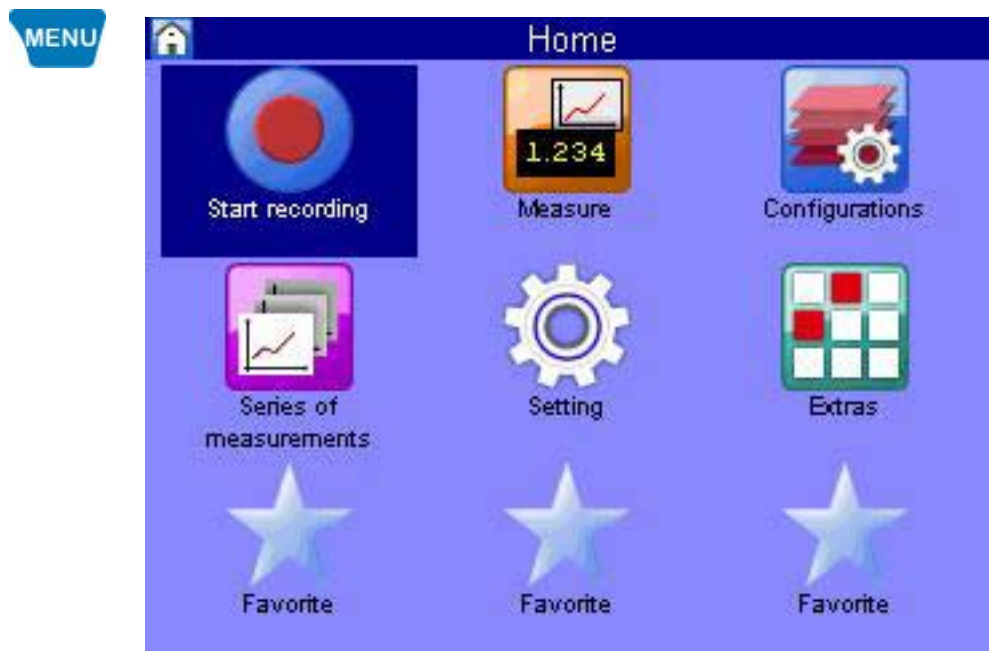 MENU
Home
Start recording
1.234
Measure
Configurations
Series of
measurements
Setting
Extras
Favorite
Favorite
Favorite